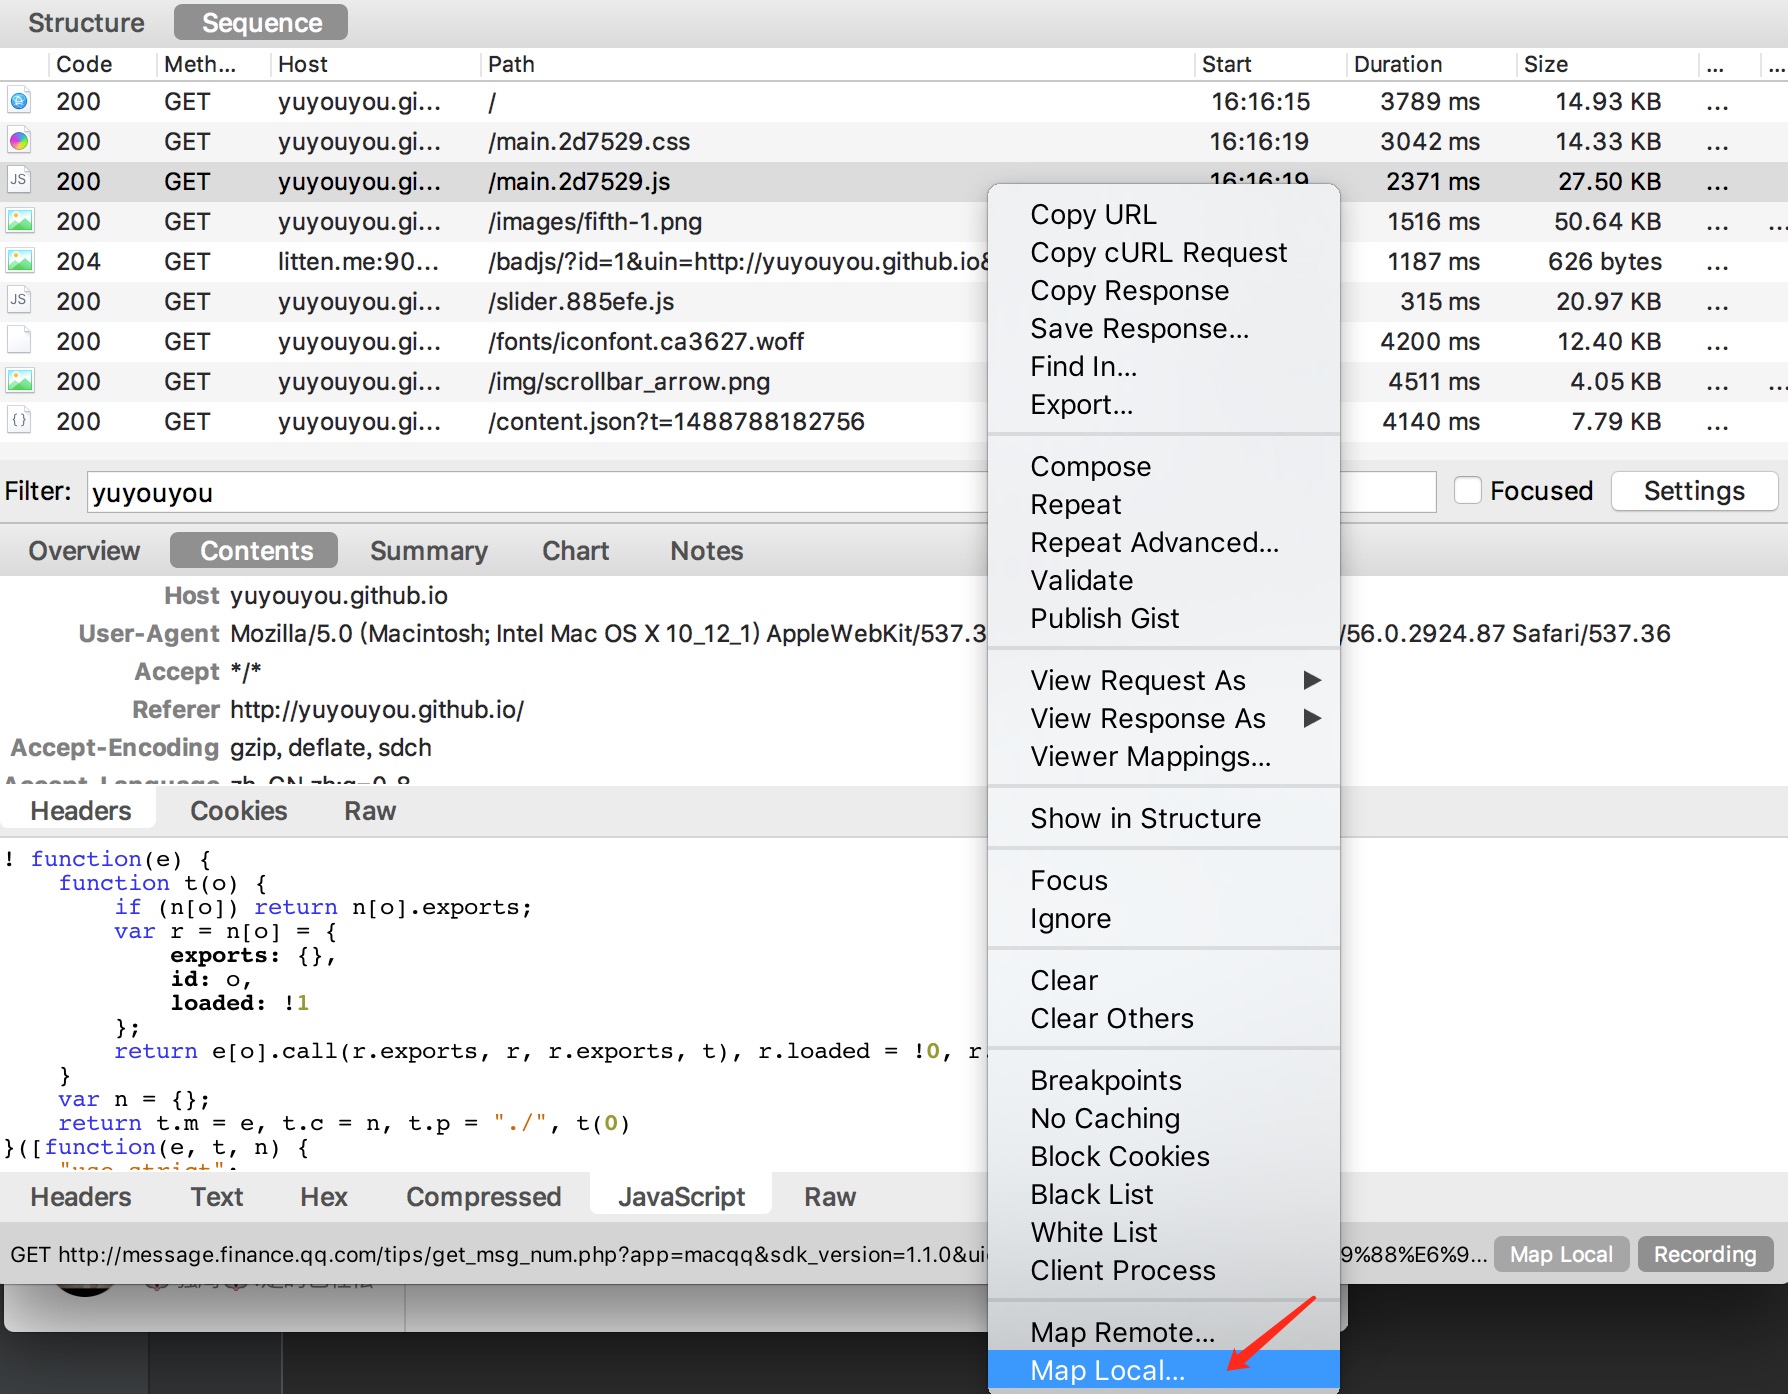 Structure Sequence
Code Meth... Host Path Start Duration Size ... ...
200 GET yuyouyou.gi... / 16:16:15 3789 ms 14.93 KB ...
200 GET yuyouyou.gi... /main.2d7529.css 16:16:19 3042 ms 14.33 KB ...
JS 200 GET yuyouyou.gi... /main.2d7529.js 16:16:19 2371 ms 27.50 KB ...
200 GET yuyouyou.gi... /images/fifth-1.png 1516 ms 50.64 KB ... ...
204 GET litten.me:90... /badjs/?id=1&uin=http://yuyouyou.github.io& 1187 ms 626 bytes ...
JS 200 GET yuyouyou.gi... /slider.885efe.js 315 ms 20.97 KB ...
200 GET yuyouyou.gi... /fonts/iconfont.ca3627.woff 4200 ms 12.40 KB ...
200 GET yuyouyou.gi... /img/scrollbar_arrow.png 4511 ms 4.05 KB ... ...
{} 200 GET yuyouyou.gi... /content.json?t=1488788182756 4140 ms 7.79 KB ...
Filter: yuyouyou Focused Settings
Overview Contents Summary Chart Notes
Host yuyouyou.github.io
User-Agent Mozilla/5.0 (Macintosh; Intel Mac OS X 10_12_1) AppleWebKit/537.3 /56.0.2924.87 Safari/537.36
Accept */*
Referer http://yuyouyou.github.io/
Accept-Encoding gzip, deflate, sdch
Accept-Language zh-CN,zh;q=0.8
Headers Cookies Raw
! function(e) {
function t(o) {
if (n[o]) return n[o].exports;
var r = n[o] = {
exports: {},
id: o,
loaded: !1
};
return e[o].call(r.exports, r, r.exports, t), r.loaded = !0, r.
}
var n = {};
return t.m = e, t.c = n, t.p = "./", t(0)
}([function(e, t, n) {
"use strict";
Headers Text Hex Compressed JavaScript Raw
GET http://message.finance.qq.com/tips/get_msg_num.php?app=macqq&sdk_version=1.1.0&ui 9%88%E6%9... Map Local Recording
Copy URL
Copy cURL Request
Copy Response
Save Response...
Find In...
Export...
Compose
Repeat
Repeat Advanced...
Validate
Publish Gist
View Request As
View Response As
Viewer Mappings...
Show in Structure
Focus
Ignore
Clear
Clear Others
Breakpoints
No Caching
Block Cookies
Black List
White List
Client Process
Map Remote...
Map Local...